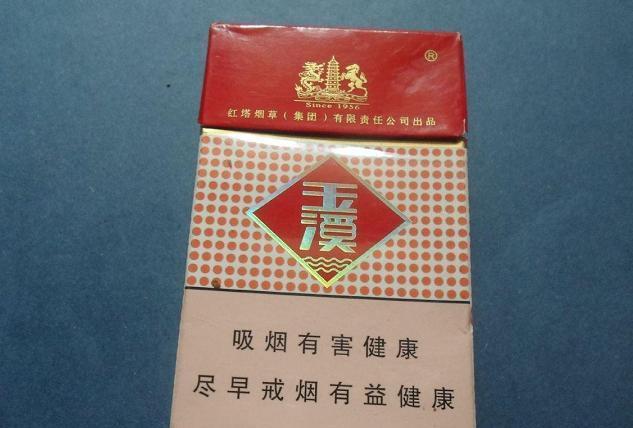 ®
Since 1956
红塔烟草（集团）有限责任公司出品
玉
溪
吸烟有害健康
尽早戒烟有益健康